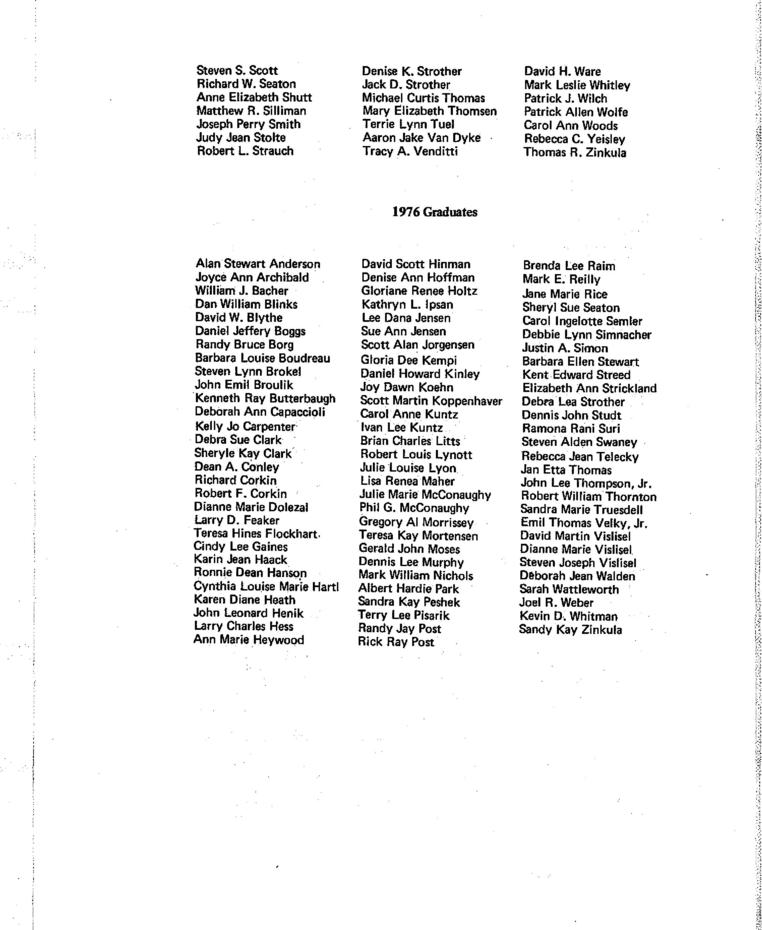 Steven S. Scott
Richard W. Seaton
Anne Elizabeth Shutt
Matthew R. Silliman
Joseph Perry Smith
Judy Jean Stolte
Robert L. Strauch
Denise K. Strother
Jack D. Strother
Michael Curtis Thomas
Mary Elizabeth Thomsen
Terrie Lynn Tuel
Aaron Jake Van Dyke
Tracy A. Venditti
David H. Ware
Mark Leslie Whitley
Patrick J. Wilch
Patrick Allen Wolfe
Carol Ann Woods
Rebecca C. Yeisley
Thomas R. Zinkula
1976 Graduates
Alan Stewart Anderson
Joyce Ann Archibald
William J. Bacher
Dan William Blinks
David W. Blythe
Daniel Jeffery Boggs
Randy Bruce Borg
Barbara Louise Boudreau
Steven Lynn Brokel
John Emil Broulik
Kenneth Ray Butterbaugh
Deborah Ann Capaccioli
Kelly Jo Carpenter
Debra Sue Clark
Sheryle Kay Clark
Dean A. Conley
Richard Corkin
Robert F. Corkin
Dianne Marie Dolezal
Larry D. Feaker
Teresa Hines Flockhart
Cindy Lee Gaines
Karin Jean Haack
Ronnie Dean Hanson
Cynthia Louise Marie Hartl
Karen Diane Heath
John Leonard Henik
Larry Charles Hess
Ann Marie Heywood
David Scott Hinman
Denise Ann Hoffman
Gloriane Renee Holtz
Kathryn L. Ipsan
Lee Dana Jensen
Sue Ann Jensen
Scott Alan Jorgensen
Gloria Dee Kempi
Daniel Howard Kinley
Joy Dawn Koehn
Scott Martin Koppenhaver
Carol Anne Kuntz
Ivan Lee Kuntz
Brian Charles Litts
Robert Louis Lynott
Julie Louise Lyon
Lisa Renea Maher
Julie Marie McConaughy
Phil G. McConaughy
Gregory Al Morrissey
Teresa Kay Mortensen
Gerald John Moses
Dennis Lee Murphy
Mark William Nichols
Albert Hardie Park
Sandra Kay Peshek
Terry Lee Pisarik
Randy Jay Post
Rick Ray Post
Brenda Lee Raim
Mark E. Reilly
Jane Marie Rice
Sheryl Sue Seaton
Carol Ingelotte Semler
Debbie Lynn Simnacher
Justin A. Simon
Barbara Ellen Stewart
Kent Edward Streed
Elizabeth Ann Strickland
Debra Lea Strother
Dennis John Studt
Ramona Rani Suri
Steven Alden Swaney
Rebecca Jean Telecky
Jan Etta Thomas
John Lee Thompson, Jr.
Robert William Thornton
Sandra Marie Truesdell
Emil Thomas Velky, Jr.
David Martin Vislisel
Dianne Marie Vislisel
Steven Joseph Vislisel
Deborah Jean Walden
Sarah Wattleworth
Joel R. Weber
Kevin D. Whitman
Sandy Kay Zinkula